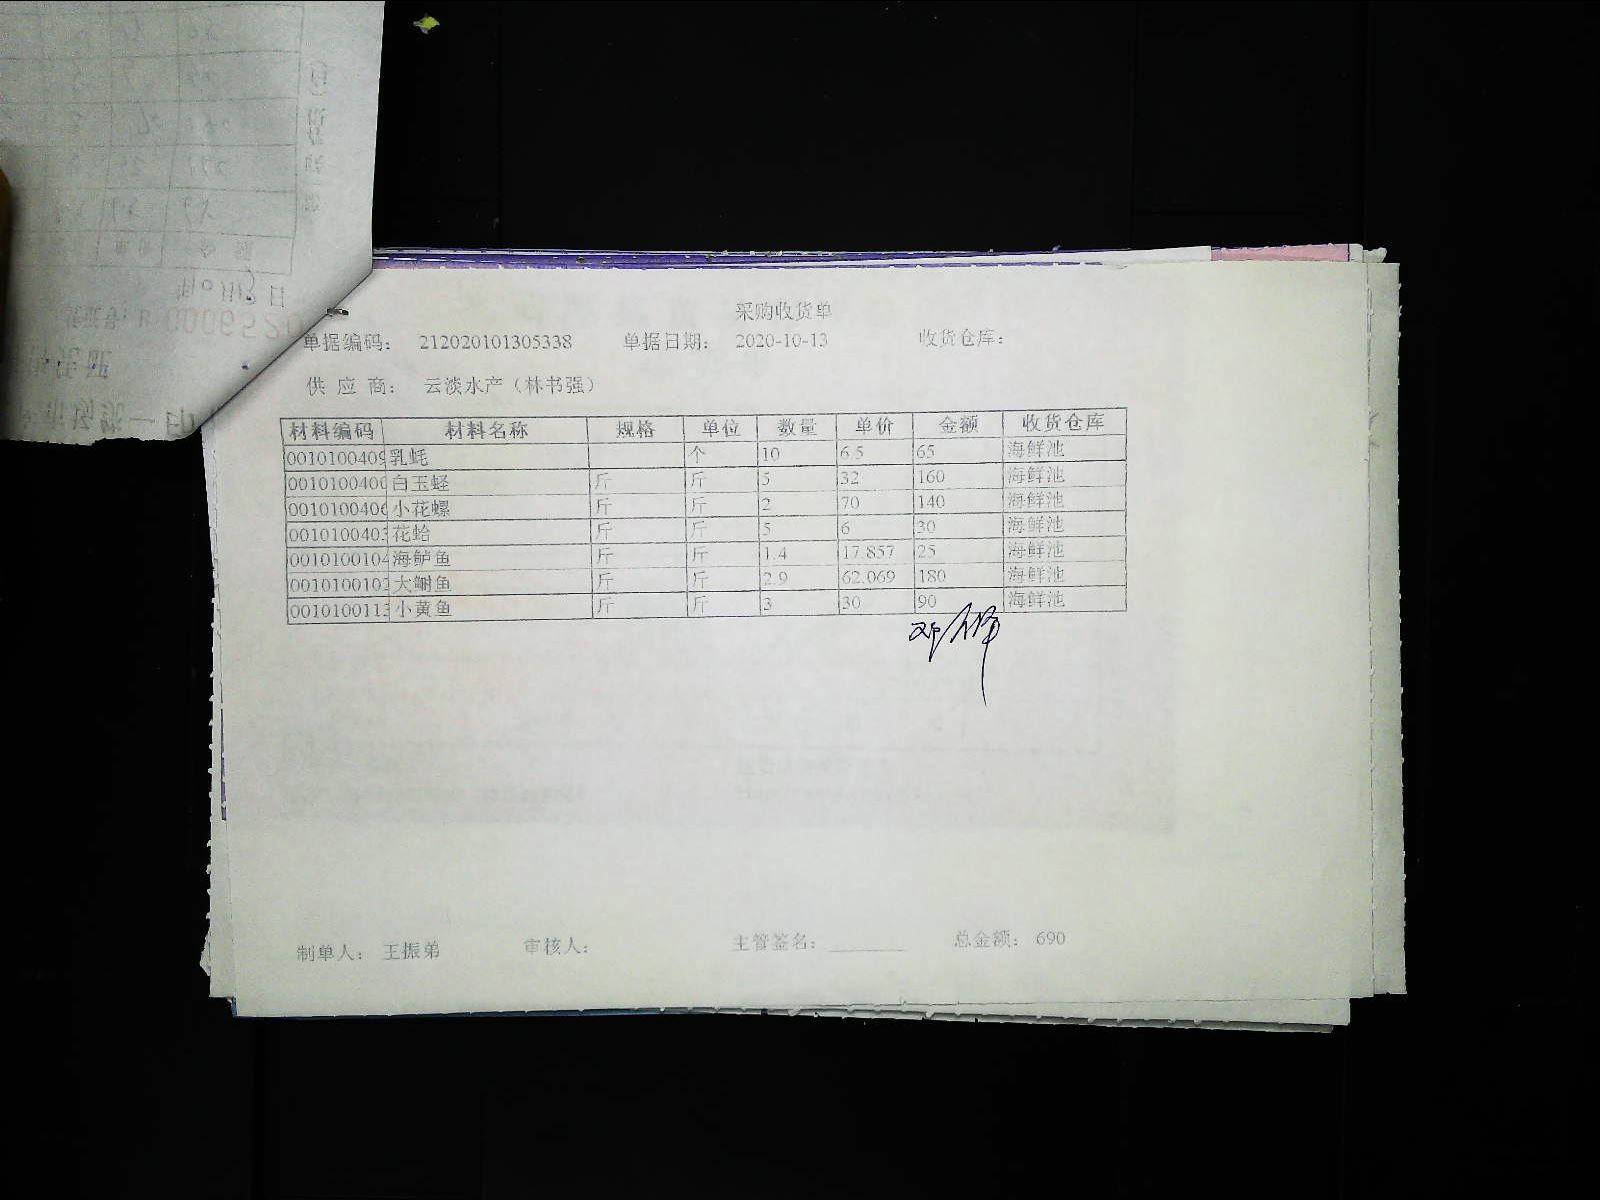 采购收货单
单据编码： 212020101305338 单据日期： 2020-10-13 收货仓库：
供 应 商： 云淡水产（林书强）
材料编码 材料名称 规格 单位 数量 单价 金额 收货仓库
0010100409 乳蚝 个 10 6.5 65 海鲜池
0010100400 白玉蛏 斤 斤 5 32 160 海鲜池
0010100406 小花螺 斤 斤 2 70 140 海鲜池
0010100403 花蛤 斤 斤 5 6 30 海鲜池
0010100104 海鲈鱼 斤 斤 1.4 17.857 25 海鲜池
0010100102 大鮰鱼 斤 斤 2.9 62.069 180 海鲜池
0010100113 小黄鱼 斤 斤 3 30 90 海鲜池
制单人： 王振弟 审核人： 主管签名： 总金额： 690